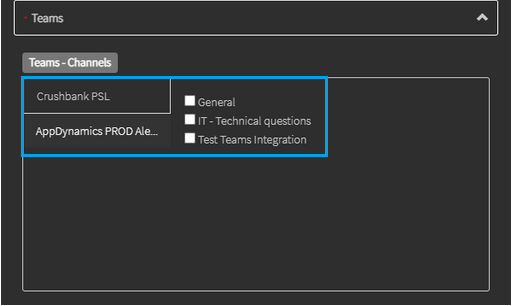 Teams
Teams - Channels
Crushbank PSL
AppDynamics PROD Ale...
General
IT - Technical questions
Test Teams Integration